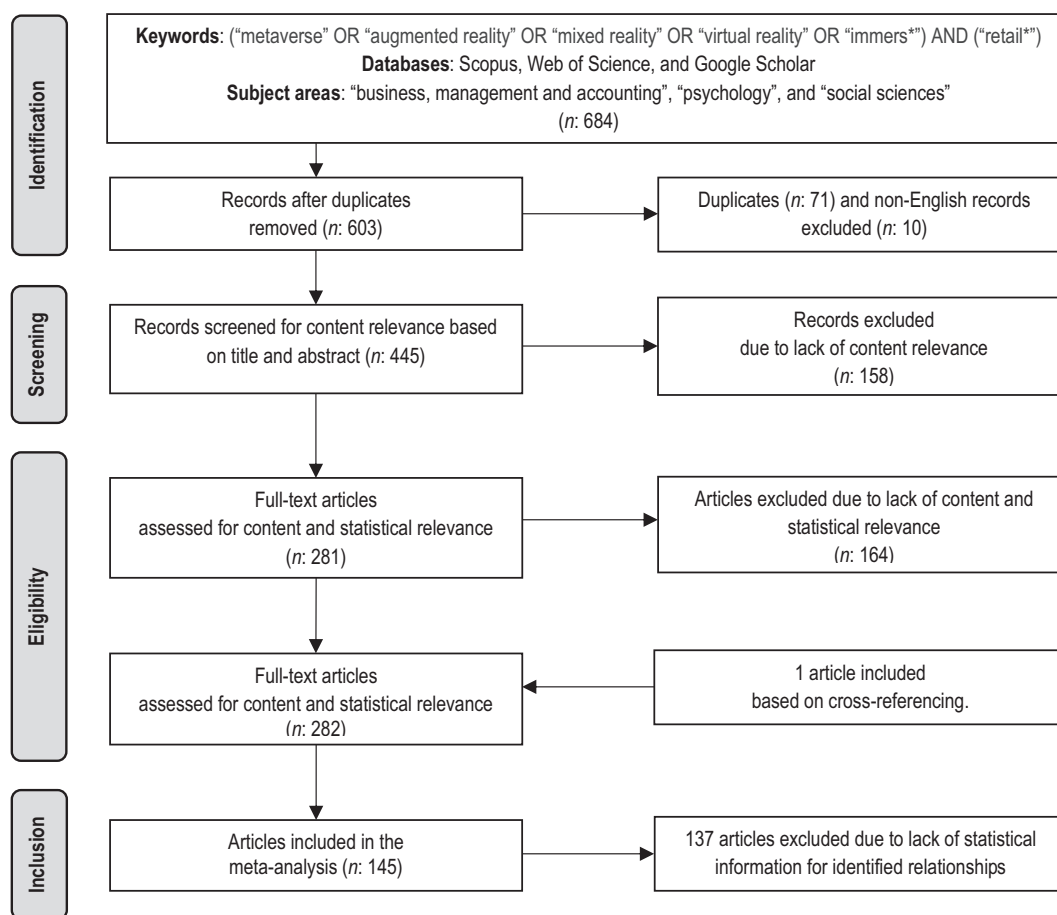 Identification
Keywords: (“metaverse” OR “augmented reality” OR “mixed reality” OR “virtual reality” OR “immers*”) AND (“retail*”)
Databases: Scopus, Web of Science, and Google Scholar
Subject areas: “business, management and accounting”, “psychology”, and “social sciences”
(n: 684)
Records after duplicates
removed (n: 603)
Duplicates (n: 71) and non-English records
excluded (n: 10)
Screening
Records screened for content relevance based
on title and abstract (n: 445)
Records excluded
due to lack of content relevance
(n: 158)
Eligibility
Full-text articles
assessed for content and statistical relevance
(n: 281)
Articles excluded due to lack of content and
statistical relevance
(n: 164)
Full-text articles
assessed for content and statistical relevance
(n: 282)
1 article included
based on cross-referencing.
Inclusion
Articles included in the
meta-analysis (n: 145)
137 articles excluded due to lack of statistical
information for identified relationships